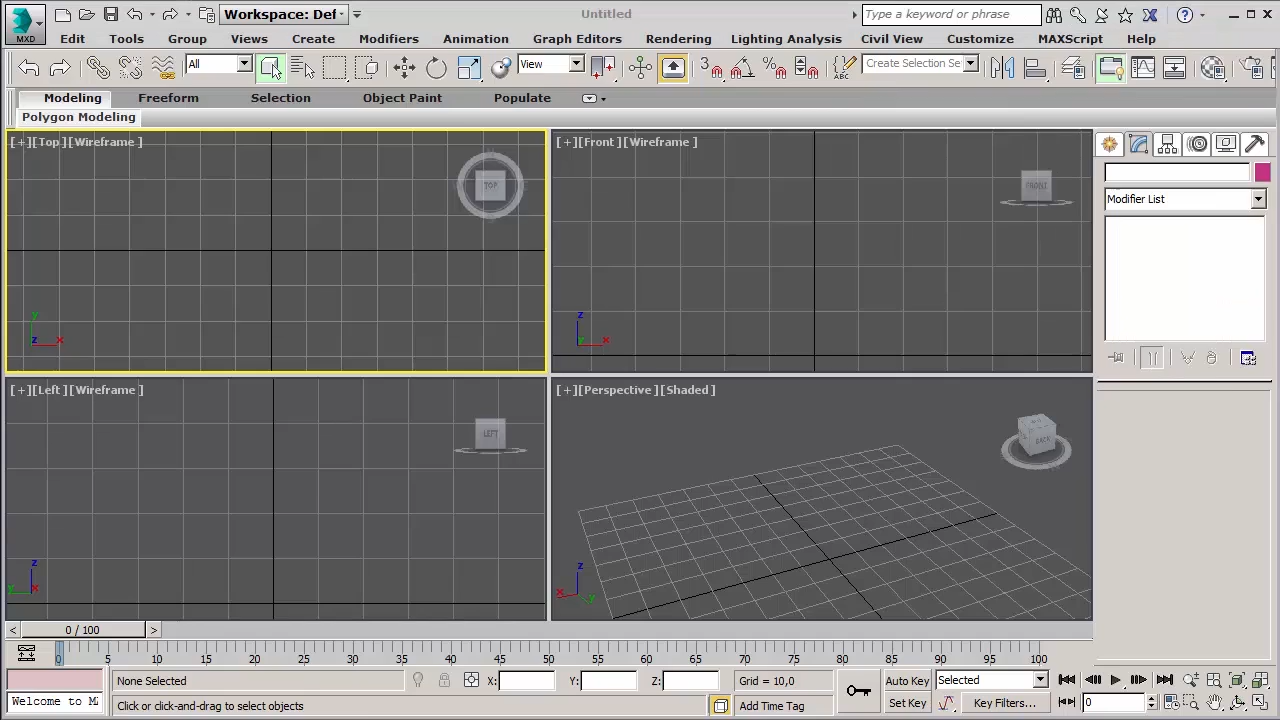 MXD
Workspace: Def
Untitled
Type a keyword or phrase
Edit Tools Group Views Create Modifiers Animation Graph Editors Rendering Lighting Analysis Civil View Customize MAXScript Help
All
View
3
Create Selection Se
Modeling Freeform Selection Object Paint Populate
Polygon Modeling
[+][Top][Wireframe ]
TOP
y
z x
[+][Front][Wireframe ]
FRONT
z
y x
Modifier List
[+][Left][Wireframe ]
LEFT
z
y x
[+][Perspective][Shaded]
BACK
z
x y
< 0 / 100 >
0 5 10 15 20 25 30 35 40 45 50 55 60 65 70 75 80 85 90 95 100
None Selected
X: Y: Z:
Grid = 10,0
Auto Key
Selected
Welcome to M
Click or click-and-drag to select objects
Add Time Tag
Set Key
Key Filters...
0